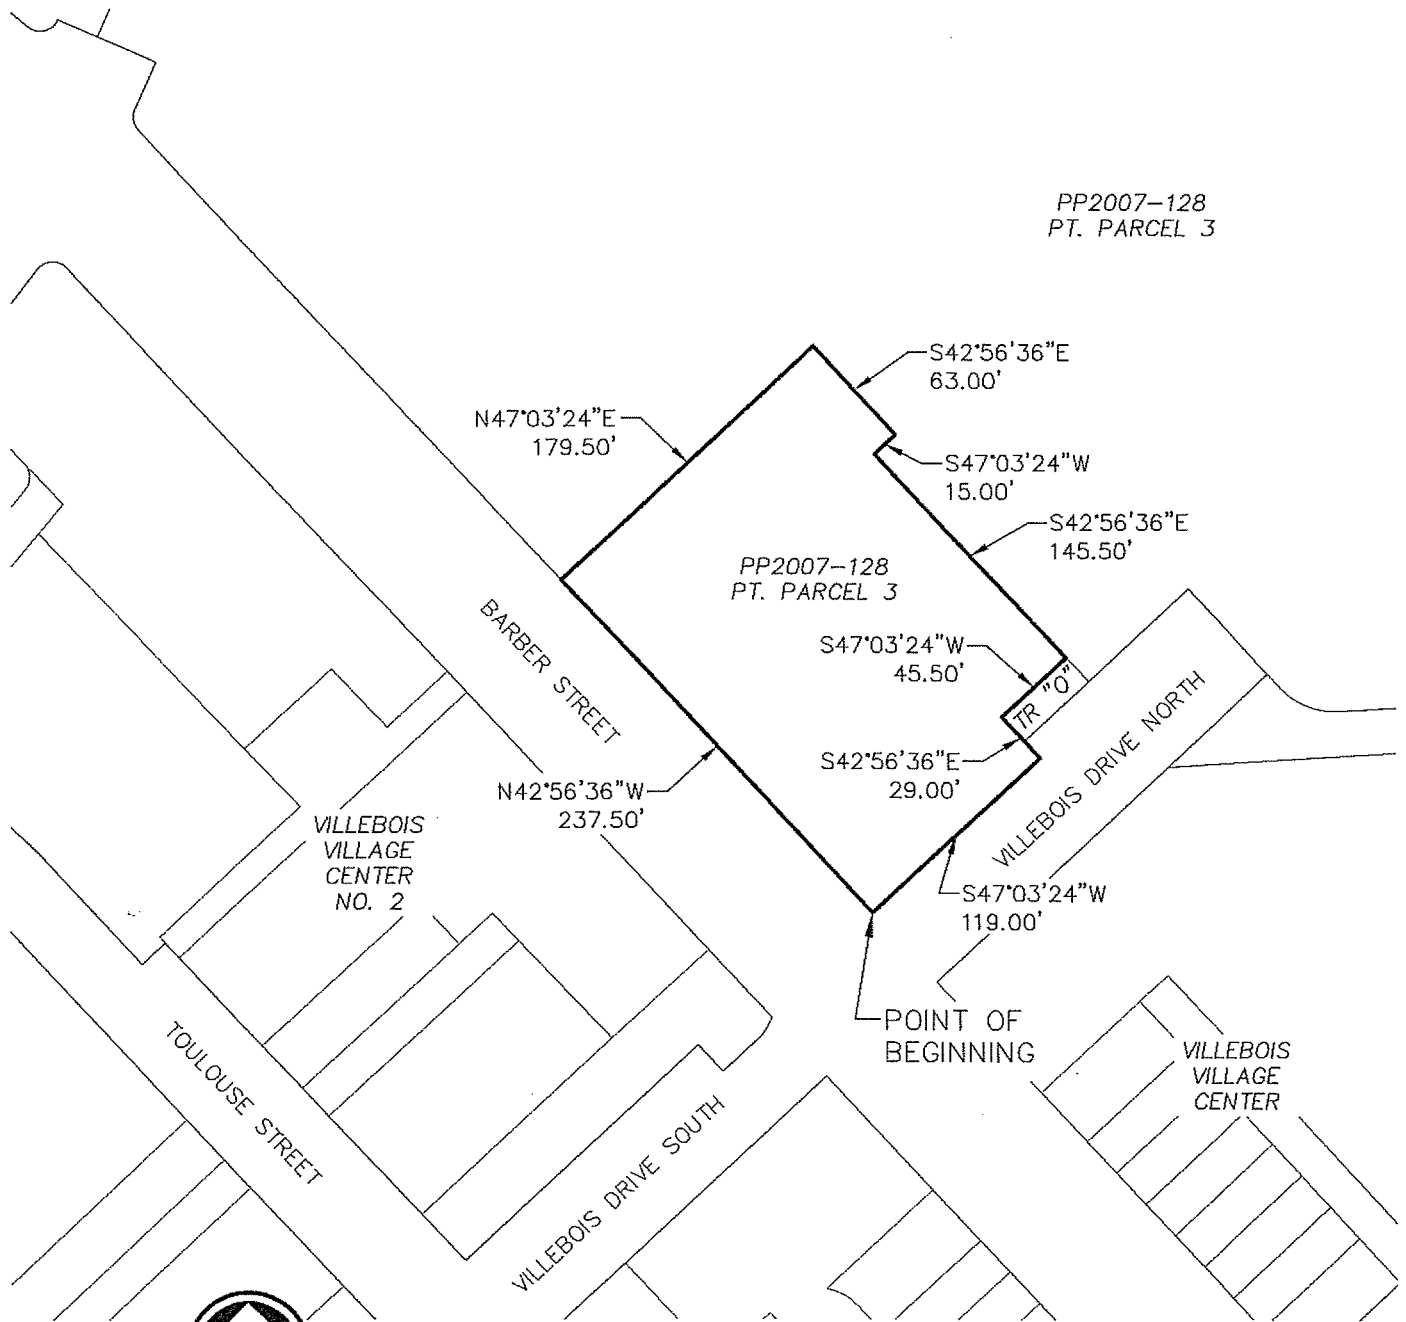 PP2007-128
PT. PARCEL 3
S42°56'36"E
63.00'
N47°03'24"E
179.50'
S47°03'24"W
15.00'
S42°56'36"E
145.50'
PP2007-128
PT. PARCEL 3
BARBER STREET
S47°03'24"W
45.50'
TR "O"
VILLEBOIS DRIVE NORTH
S42°56'36"E
29.00'
N42°56'36"W
237.50'
VILLEBOIS
VILLAGE
CENTER
NO. 2
S47°03'24"W
119.00'
POINT OF
BEGINNING
TOULOUSE STREET
VILLEBOIS DRIVE SOUTH
VILLEBOIS
VILLAGE
CENTER